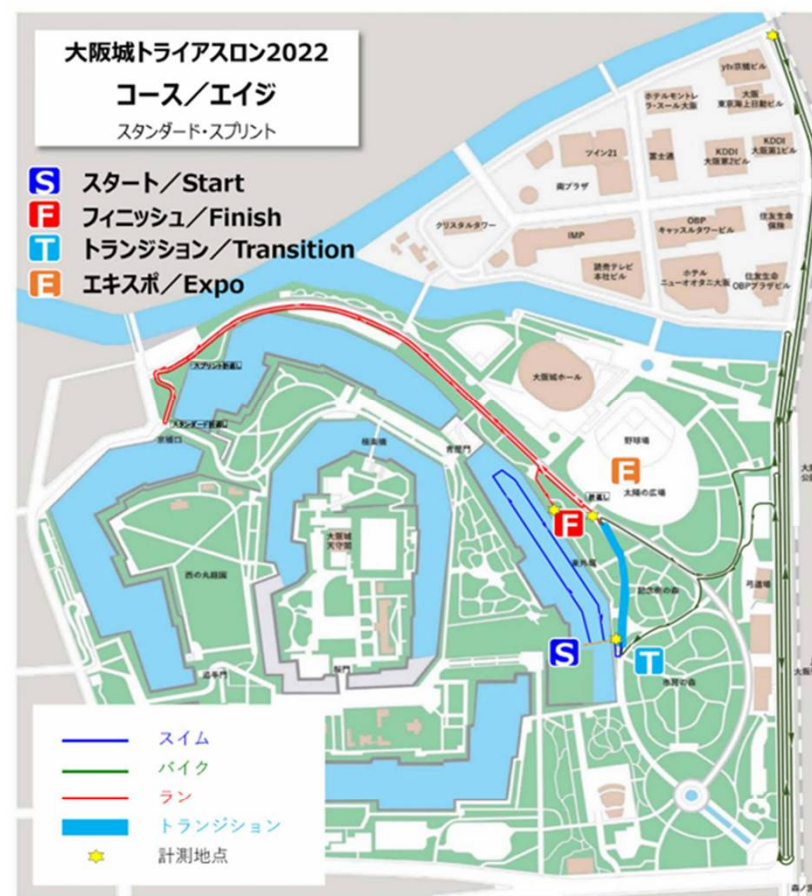 大阪城トライアスロン2022
コース／エイジ
スタンダード・スプリント
S スタート／Start
F フィニッシュ／Finish
T トランジション／Transition
E エキスポ／Expo
ytv京橋ビル
ホテルモントレ
ラ・スール大阪
大阪
東京海上日動ビル
ツイン21
富士通
KDDI
大阪第2ビル
KDDI
大阪第1ビル
南プラザ
クリスタルタワー
IMP
OBP
キャッスルタワービル
住友生命
保険
読売テレビ
本社ビル
ホテル
ニューオオタニ大阪
住友生命
OBPプラザビル
スプリント折返し
大阪城ホール
スタンダード折返し
京橋口
極楽橋
青屋門
野球場
E
太陽の広場
折返し
F
大阪城
天守閣
東外堀
西の丸庭園
記念樹の森
弓道場
S
T
桜門
市民の森
スイム
バイク
ラン
トランジション
計測地点